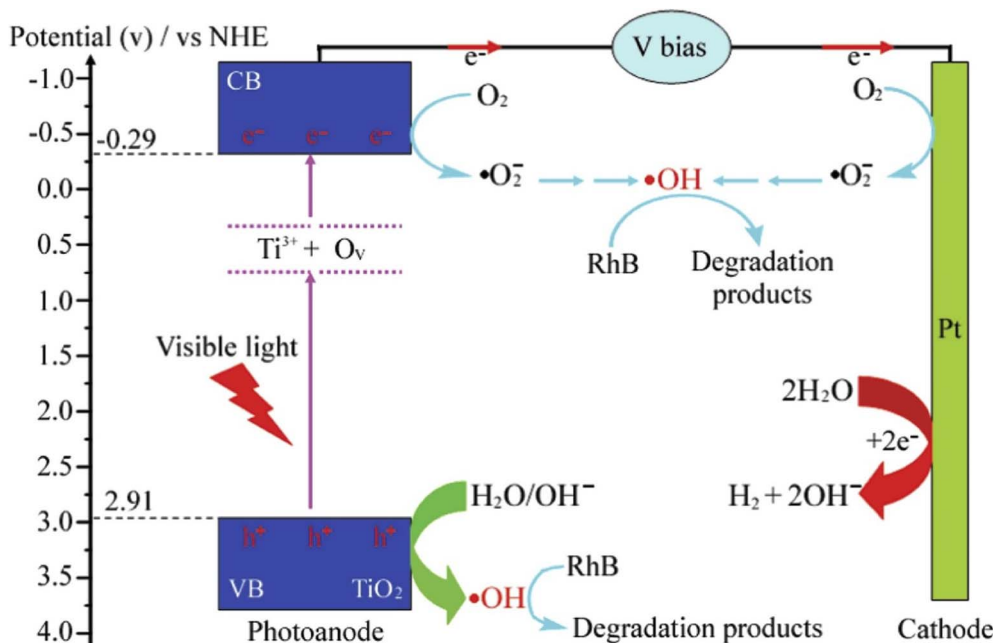 Potential (v) / vs NHE
-1.0
-0.5
-0.29
0.0
0.5
1.0
1.5
2.0
2.5
2.91
3.0
3.5
4.0
CB
e⁻ e⁻ e⁻
Ti³⁺ + Oᵥ
Visible light
h⁺ h⁺ h⁺
VB TiO₂
Photoanode
e⁻
V bias
e⁻
O₂
O₂
•O₂⁻
•OH
•O₂⁻
RhB
Degradation
products
Pt
2H₂O
+2e⁻
H₂ + 2OH⁻
H₂O/OH⁻
RhB
•OH
Degradation products
Cathode